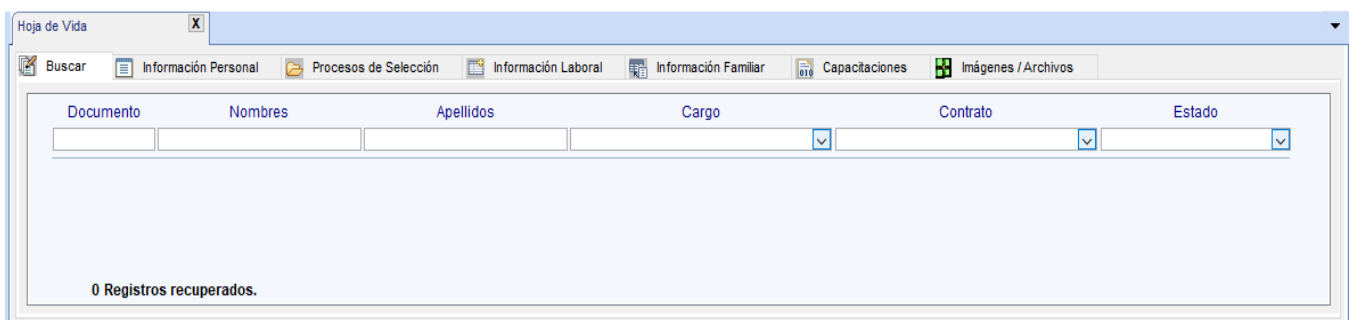 Hoja de Vida X
Buscar Información Personal Procesos de Selección Información Laboral Información Familiar Capacitaciones Imágenes / Archivos
Documento Nombres Apellidos Cargo Contrato Estado
0 Registros recuperados.